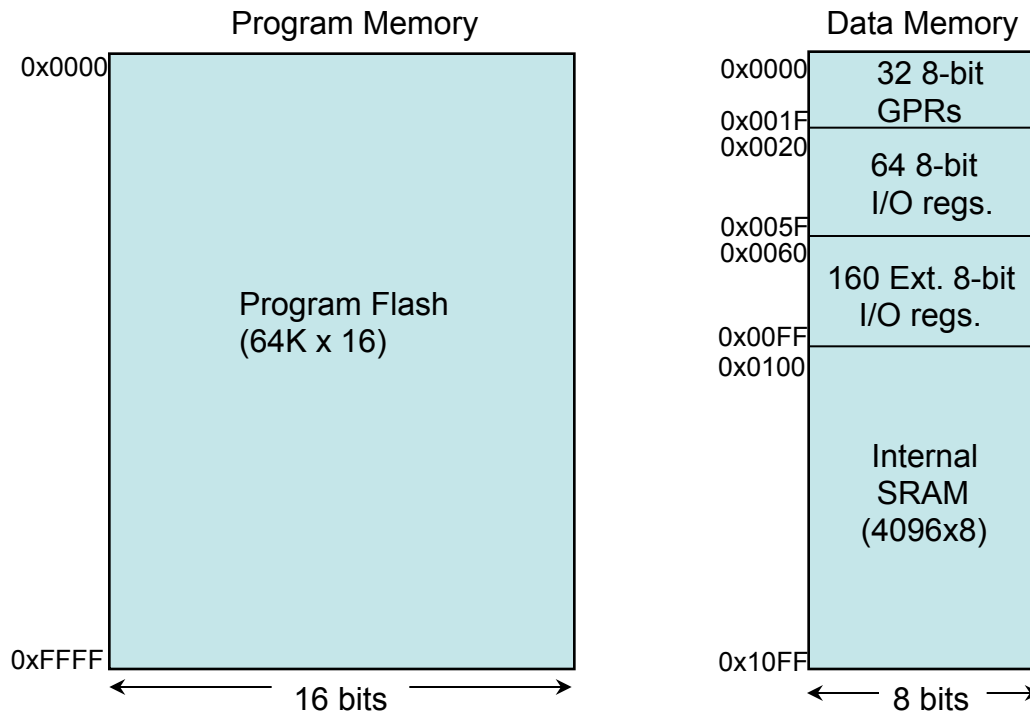 Program Memory
0x0000
Program Flash
(64K x 16)
0xFFFF
16 bits
Data Memory
0x0000
32 8-bit
GPRs
0x001F
0x0020
64 8-bit
I/O regs.
0x005F
0x0060
160 Ext. 8-bit
I/O regs.
0x00FF
0x0100
Internal
SRAM
(4096x8)
0x10FF
8 bits